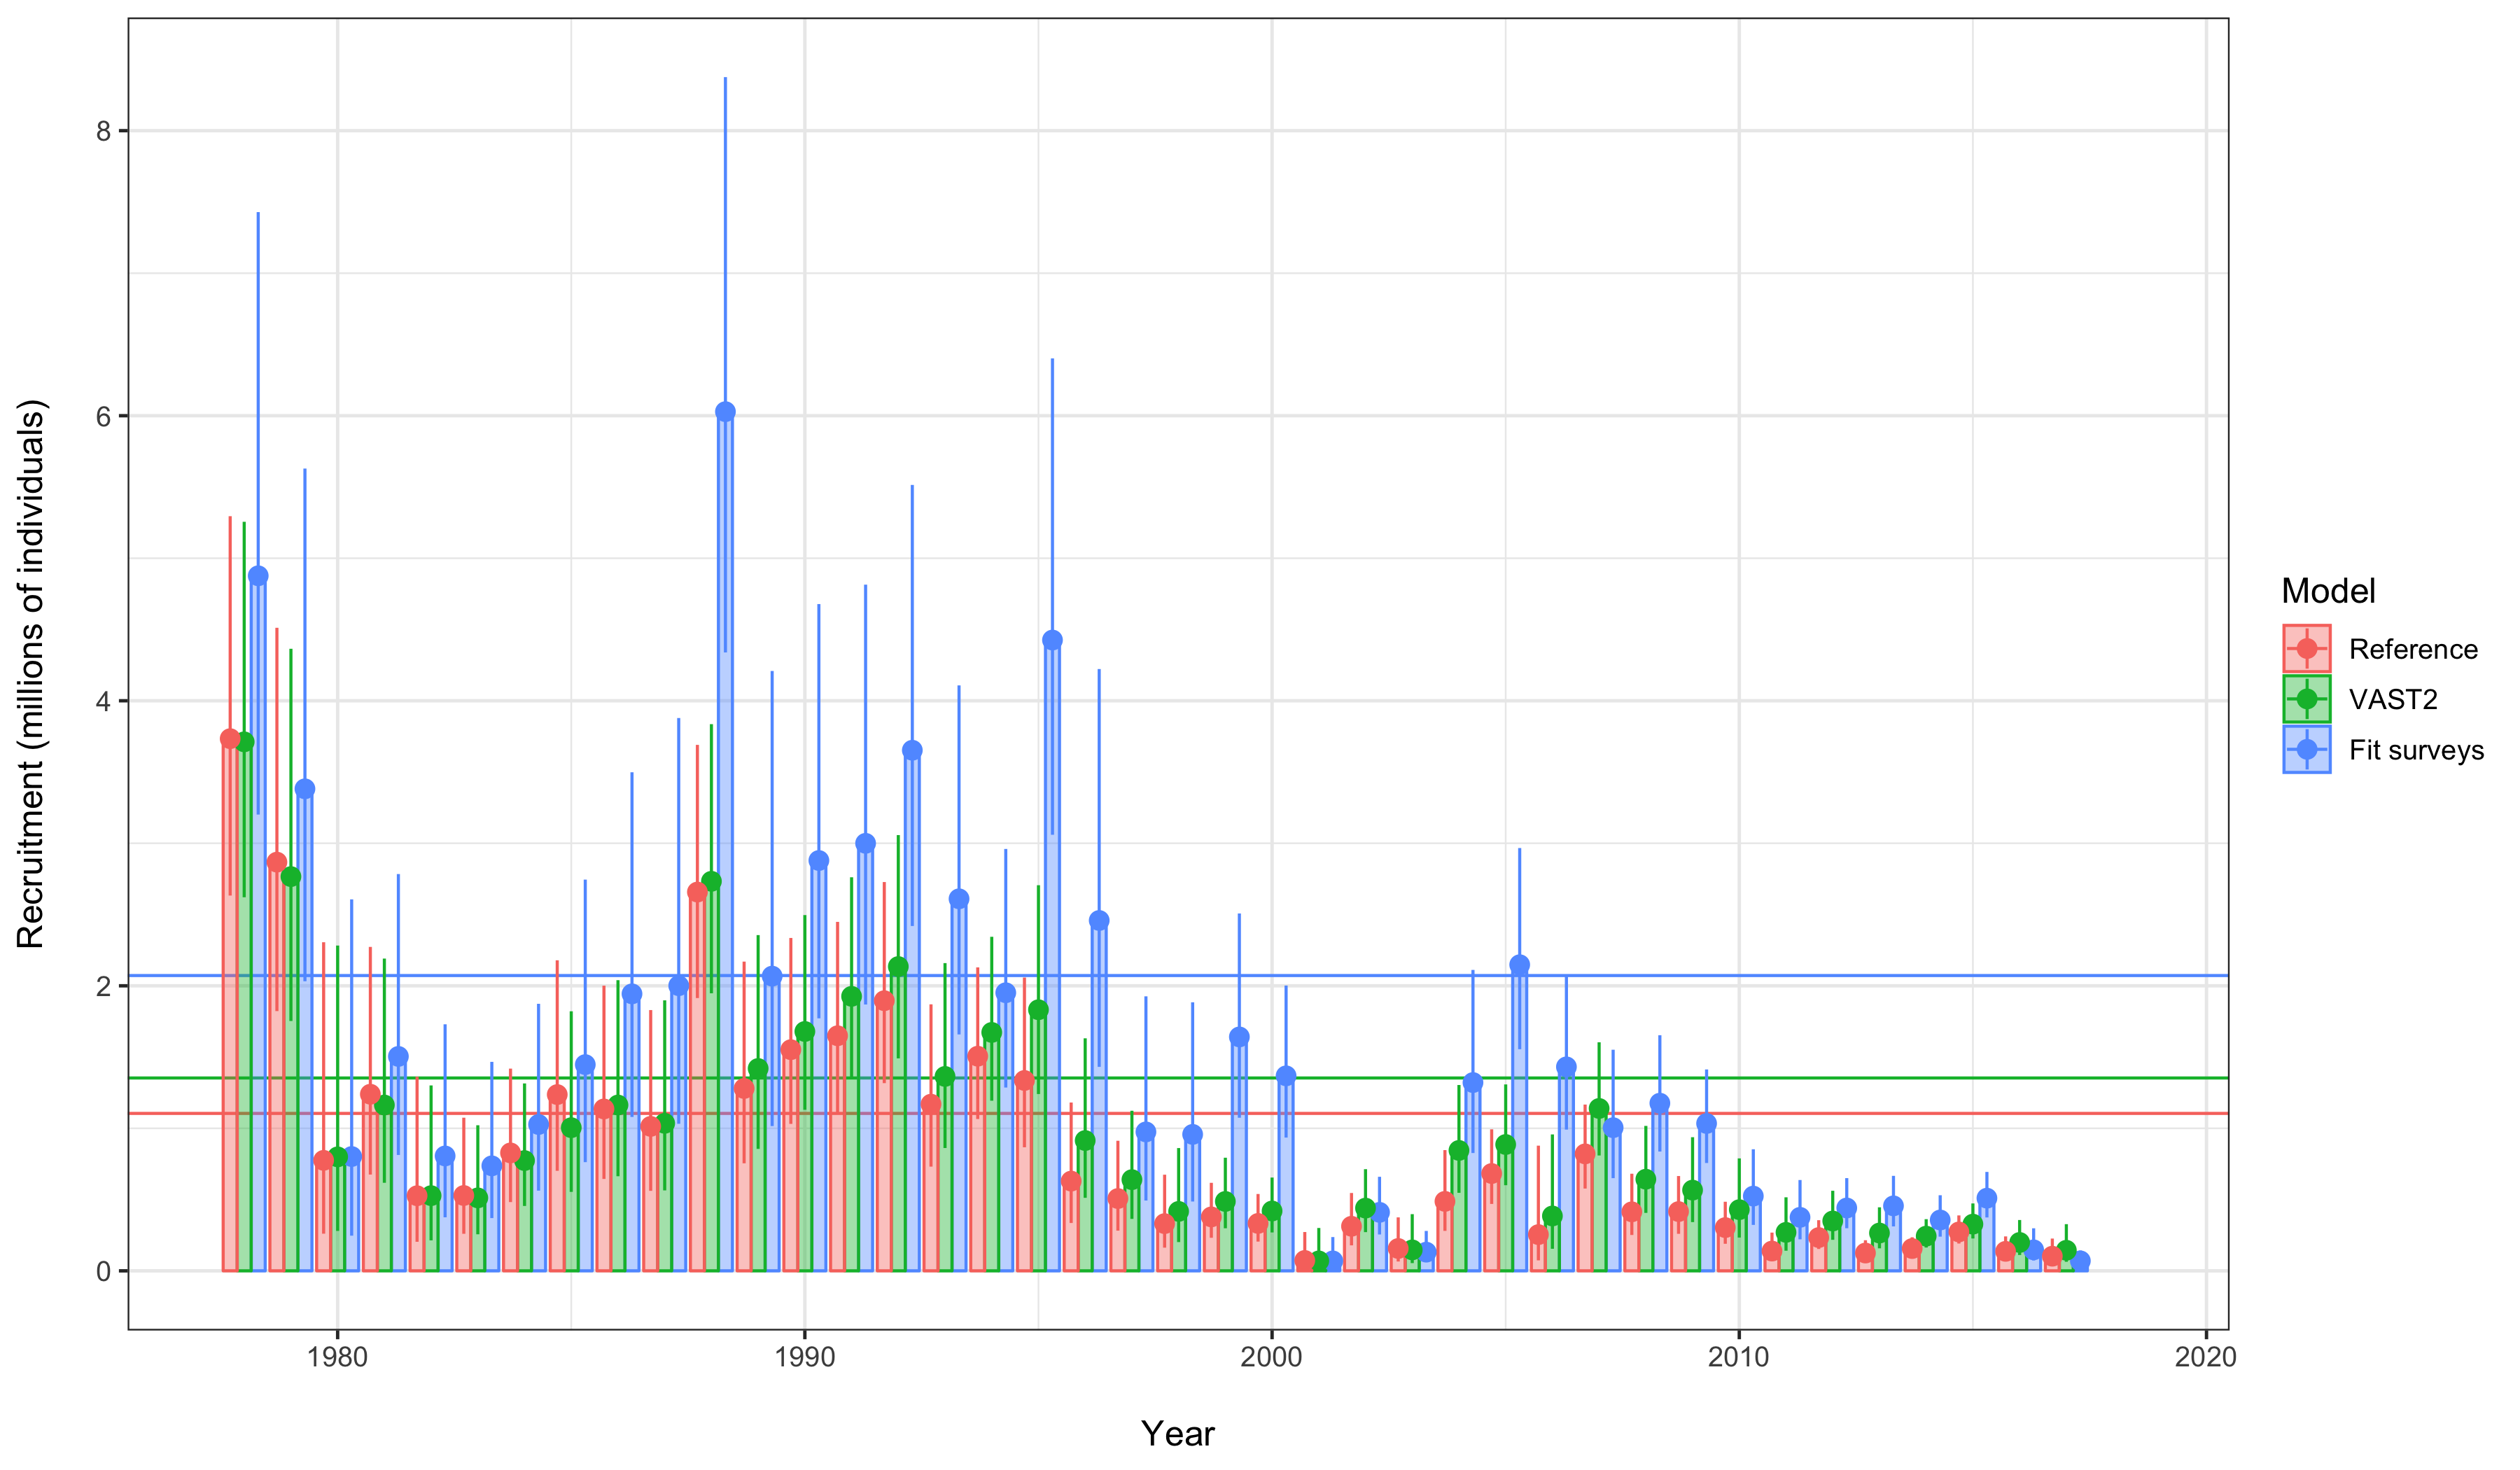 Recruitment (millions of individuals)
8
6
4
2
0
1980 1990 2000 2010 2020
Year
Model
Reference
VAST2
Fit surveys